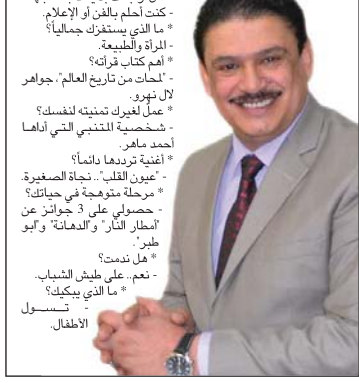 - كنت أحلم بالفن أو الإعلام.
* ما الذي يستفزك جمالياً؟
- المرأة والطبيعة.
* أهم كتاب قرأته؟
- "لمحات من تاريخ العالم"، جواهر
لال نهرو.
* عملٌ لغيرك تمنيته لنفسك؟
- شخصية المتنبي التي أداها
أحمد ماهر.
* أغنية ترددها دائماً؟
- "عيون القلب".. نجاة الصغيرة.
* مرحلة متوهجة في حياتك؟
- حصولي على 3 جوائز عن
"أمطار النار" و"الدهانة" و"ابو
طبر".
* هل ندمت؟
- نعم.. على طيش الشباب.
* ما الذي يبكيك؟
- تســول
الأطفال.